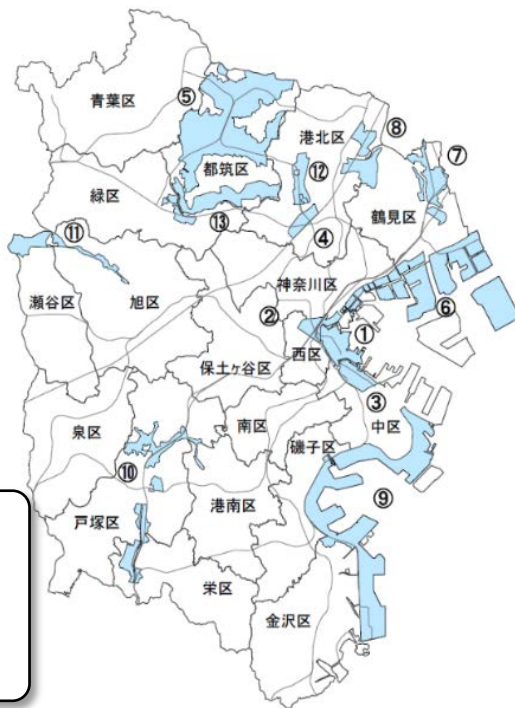 青葉区
⑤
港北区
⑧
⑦
都筑区
⑫
緑区
⑬
鶴見区
④
⑪
神奈川区
⑥
瀬谷区
旭区
②
①
西区
保土ヶ谷区
③
中区
泉区
南区
磯子区
⑩
⑨
港南区
戸塚区
栄区
金沢区